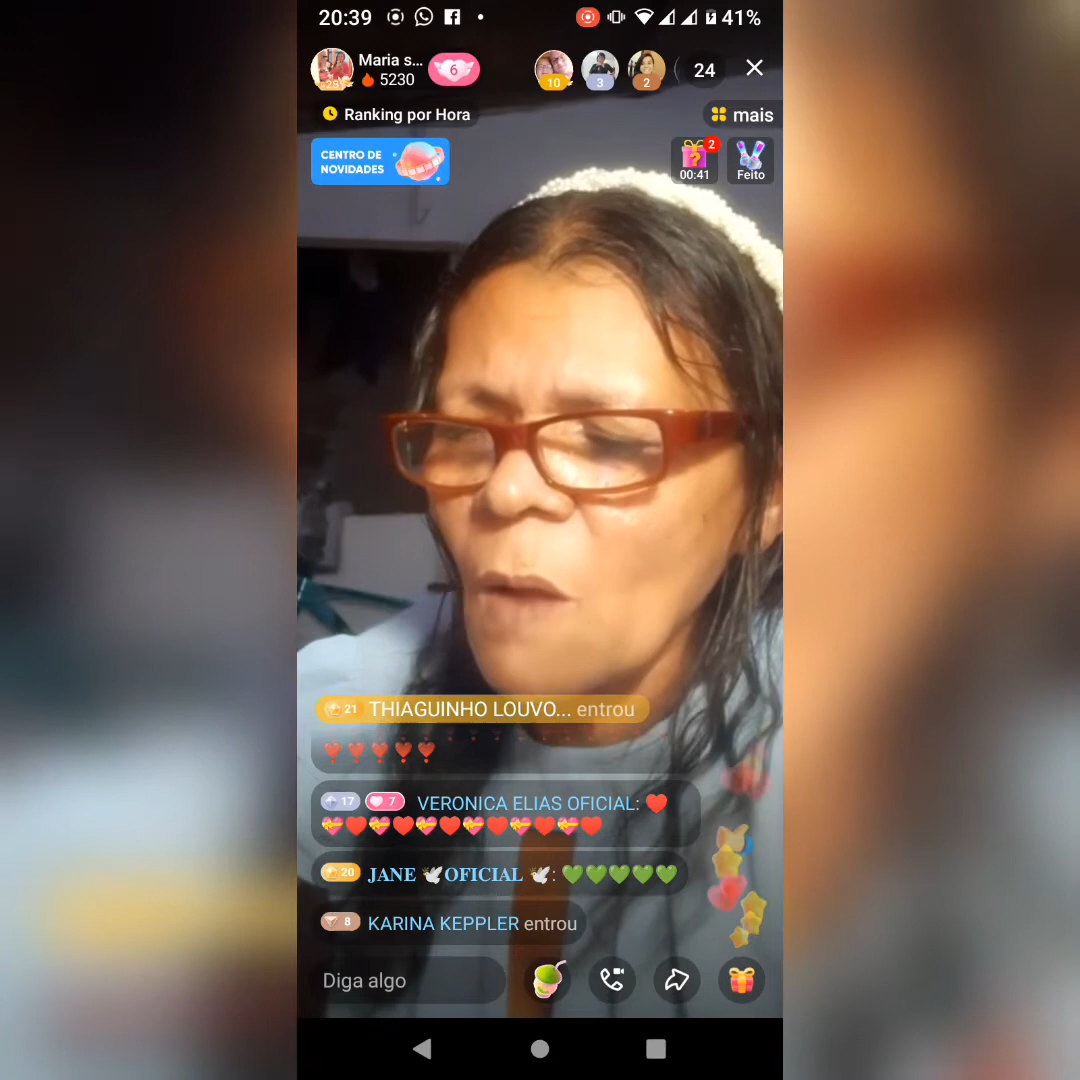 20:39
41%
Maria s...
28
5230
6
10
3
2
24
Ranking por Hora
mais
CENTRO DE
NOVIDADES
2
00:41
Feito
21 THIAGUINHO LOUVO... entrou
17 7 VERONICA ELIAS OFICIAL: ♥️
💝♥️💝♥️💝♥️💝♥️💝♥️💝♥️
20 JANE 🕊️OFICIAL 🕊️: 💚💚💚💚💚
8 KARINA KEPPLER entrou
Diga algo